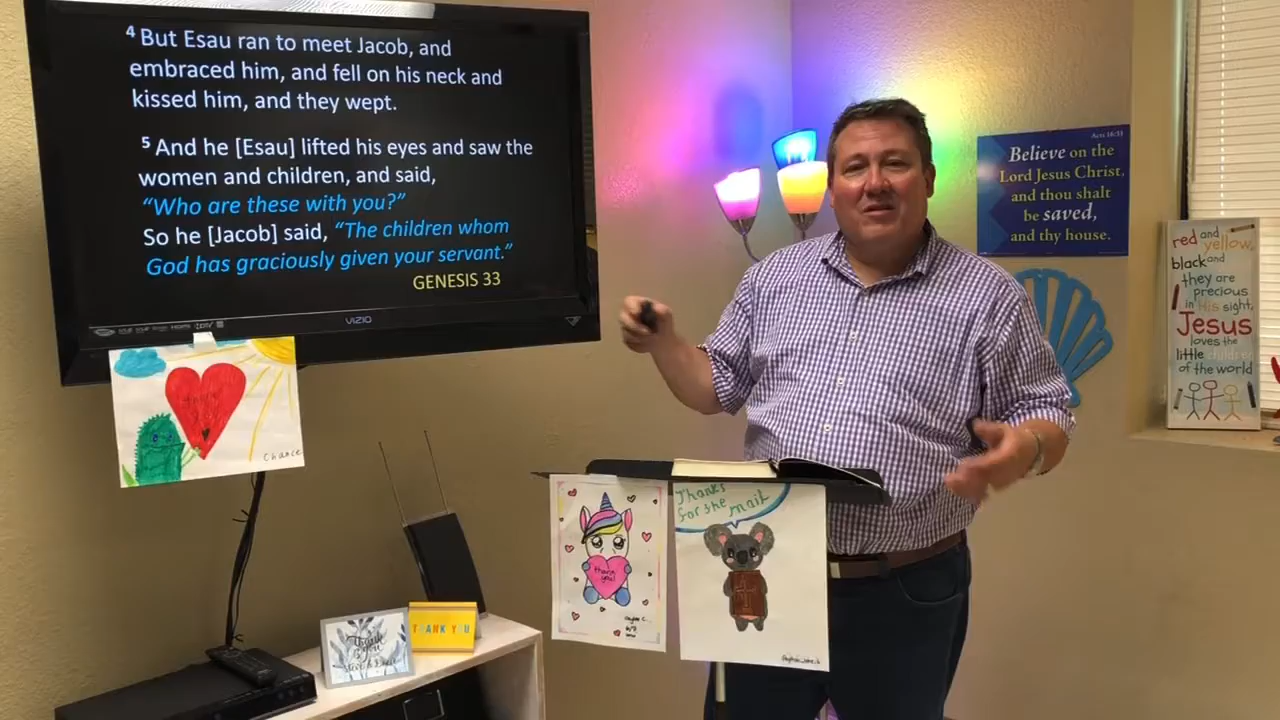 4 But Esau ran to meet Jacob, and
embraced him, and fell on his neck and
kissed him, and they wept.
5 And he [Esau] lifted his eyes and saw the
women and children, and said,
“Who are these with you?”
So he [Jacob] said, “The children whom
God has graciously given your servant.”
GENESIS 33
VIZIO
Chance
Thank
you
THANK YOU
thank
you!
Thanks
for the mail
Acts 16:31
Believe on the
Lord Jesus Christ,
and thou shalt
be saved,
and thy house.
red and
yellow,
black and
they are
precious
in His sight,
Jesus
loves the
little children
of the world